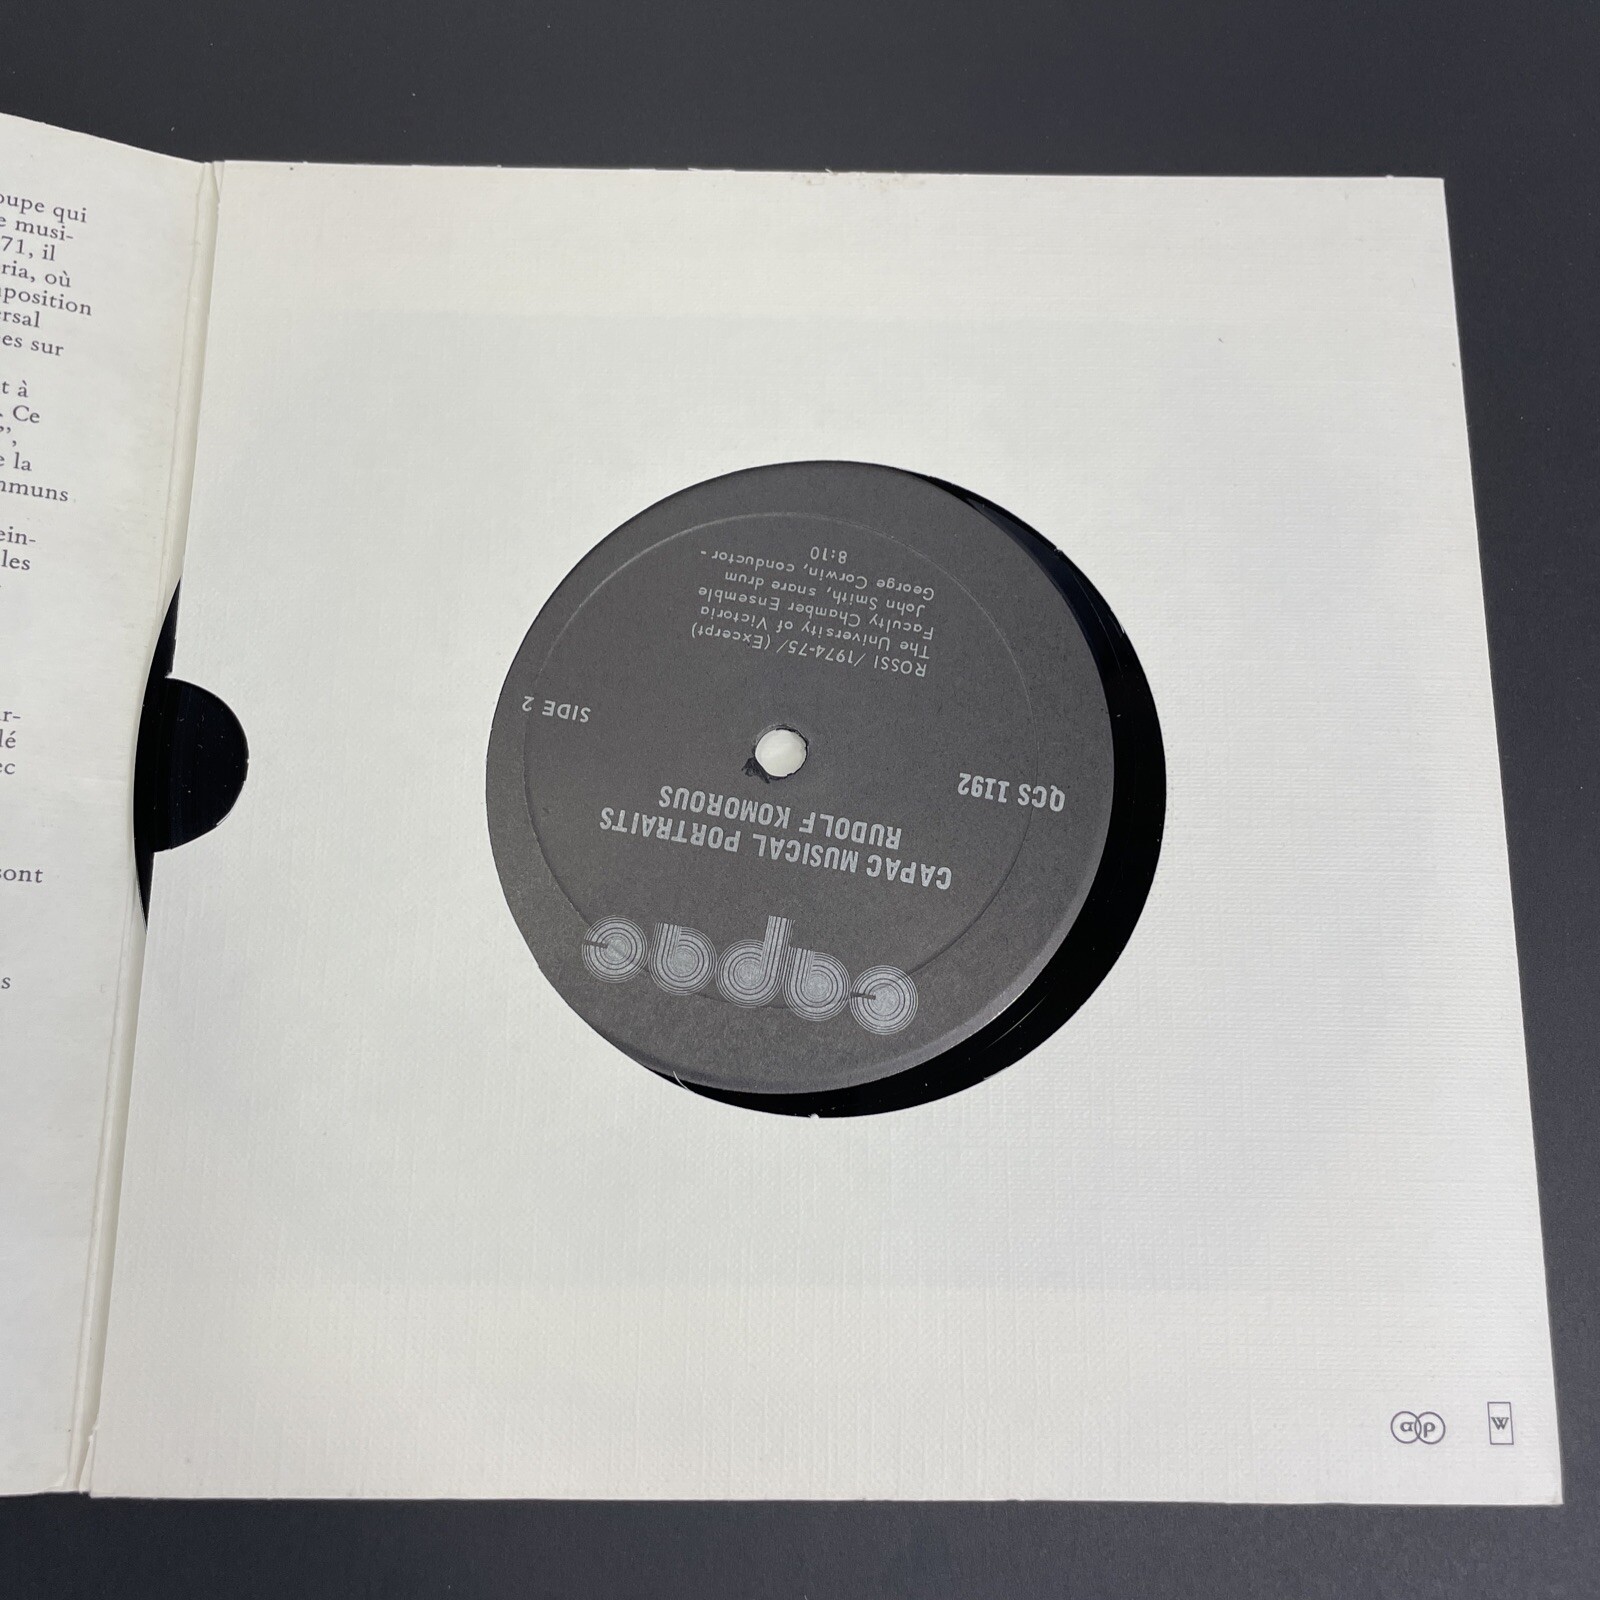 oupe qui
e musi-
71, il
ria, où
position
ersal
es sur
t à
. Ce
”,
e la
mmuns
ein-
les
r-
lé
ec
sont
s
capac
CAPAC MUSICAL PORTRAITS
RUDOLF KOMOROUS
QCS 1192
SIDE 2
ROSSI /1974-75/ (Excerpt)
The University of Victoria
Faculty Chamber Ensemble
John Smith, snare drum
George Corwin, conductor -
8:10
ap
W